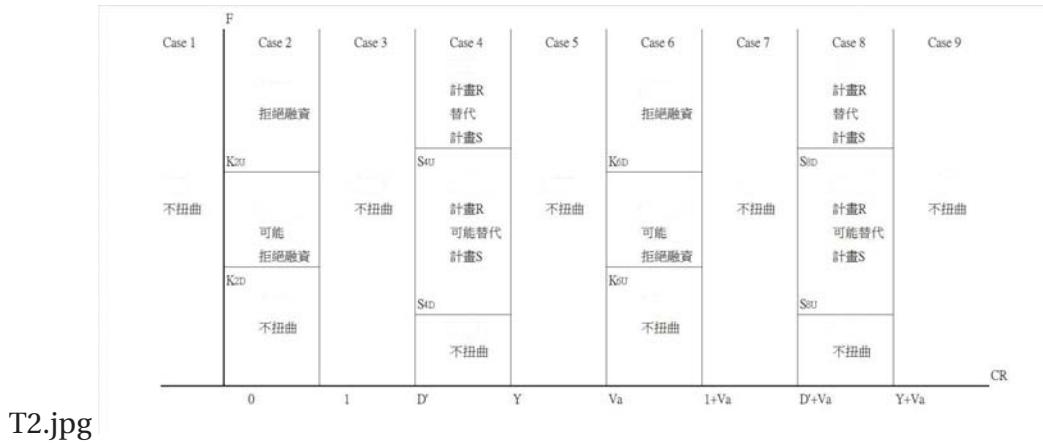 F
Case 1 Case 2 Case 3 Case 4 Case 5 Case 6 Case 7 Case 8 Case 9
計畫R 計畫R
拒絕融資 替代 拒絕融資 替代
計畫S 計畫S
K2U S4U K6D S8D
不扭曲 不扭曲 計畫R 不扭曲 不扭曲 計畫R 不扭曲
可能 可能替代 可能 可能替代
拒絕融資 計畫S 拒絕融資 計畫S
K2D K6U
S4D S8U
不扭曲 不扭曲
不扭曲 不扭曲
CR
0 1 D' Y Va 1+Va D'+Va Y+Va
T2.jpg